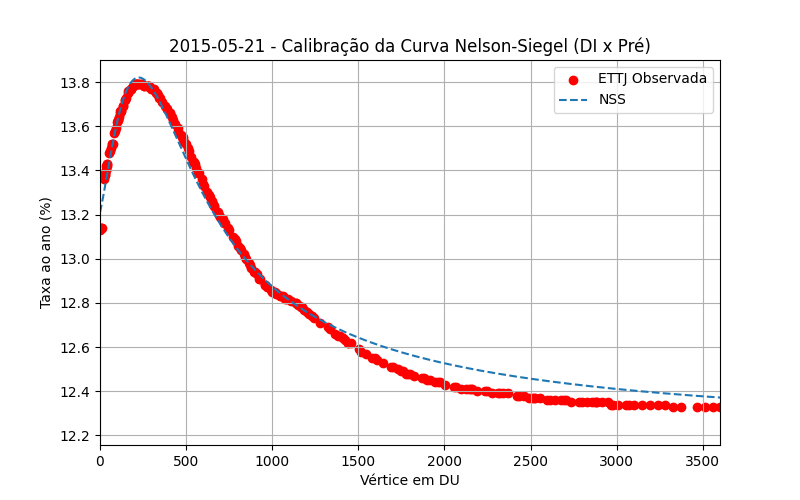 2015-05-21 - Calibração da Curva Nelson-Siegel (DI x Pré)
ETTJ Observada
NSS
Taxa ao ano (%)
13.8
13.6
13.4
13.2
13.0
12.8
12.6
12.4
12.2
0 500 1000 1500 2000 2500 3000 3500
Vértice em DU